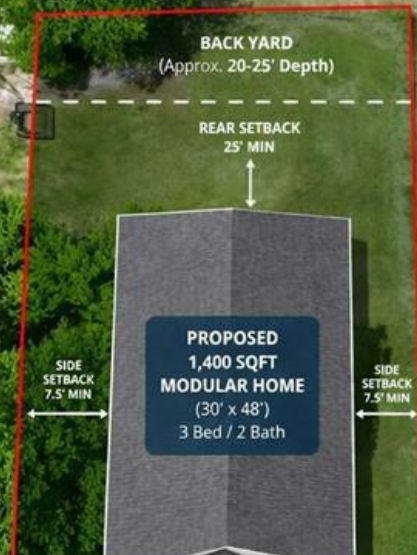 BACK YARD
(Approx. 20-25' Depth)
REAR SETBACK
25' MIN
PROPOSED
1,400 SQFT
MODULAR HOME
(30' x 48')
3 Bed / 2 Bath
SIDE
SETBACK
7.5' MIN
SIDE
SETBACK
7.5' MIN